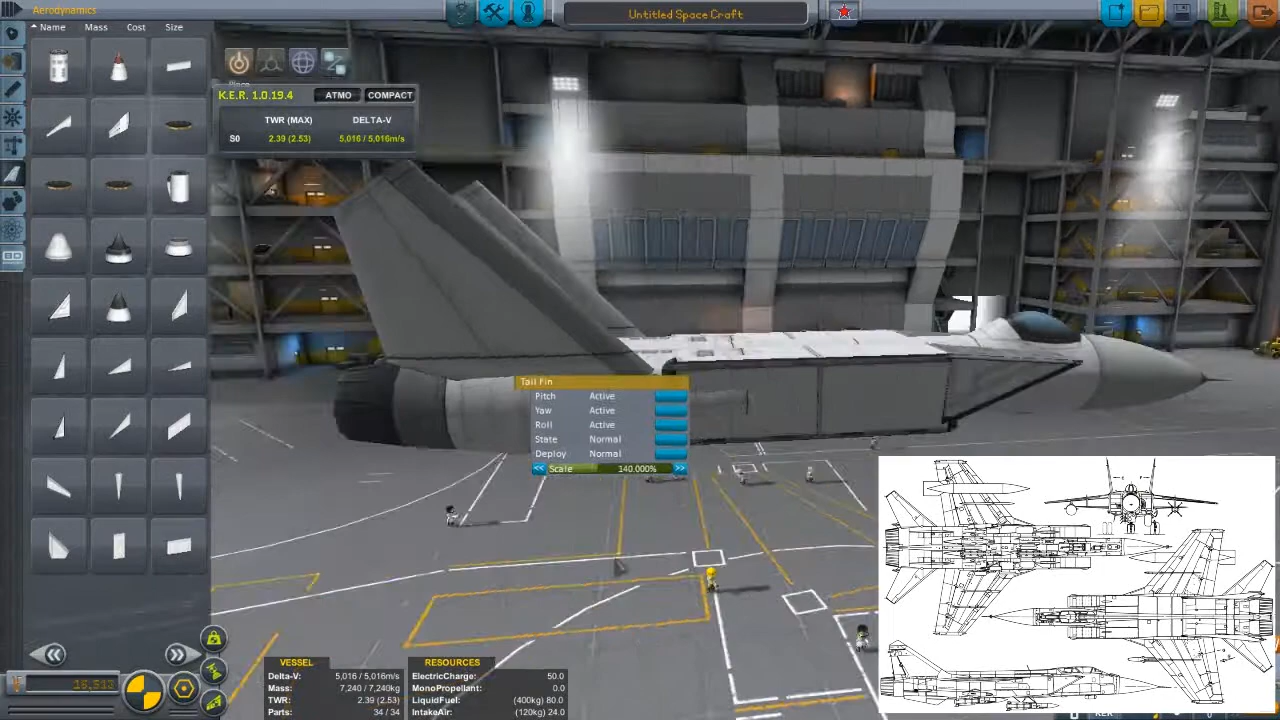 Aerodynamics
Untitled Space Craft
Name Mass Cost Size
Place
K.E.R. 1.0.19.4 ATMO COMPACT
TWR (MAX) DELTA-V
S0 2.39 (2.53) 5,016 / 5,016m/s
Tail Fin
Pitch Active
Yaw Active
Roll Active
State Normal
Deploy Normal
<< Scale 140.000% >>
VESSEL
Delta-V: 5,016 / 5,016m/s
Mass: 7,240 / 7,240kg
TWR: 2.39 (2.53)
Parts: 34 / 34
RESOURCES
ElectricCharge: 50.0
MonoPropellant: 0.0
LiquidFuel: (400kg) 80.0
IntakeAir: (120kg) 24.0
KER